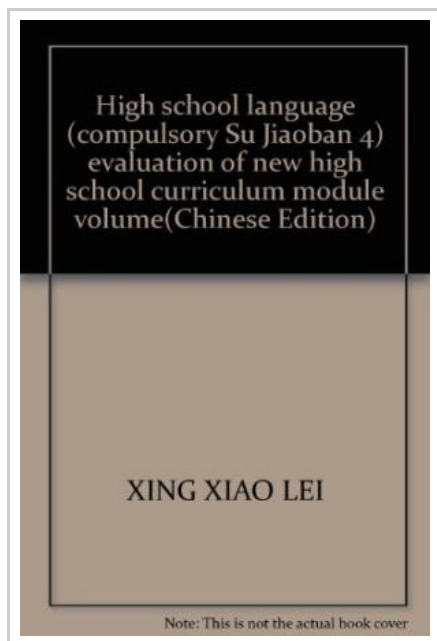 High school language
(compulsory Su Jiaoban 4)
evaluation of new high
school curriculum module
volume(Chinese Edition)
XING XIAO LEI
Note: This is not the actual book cover